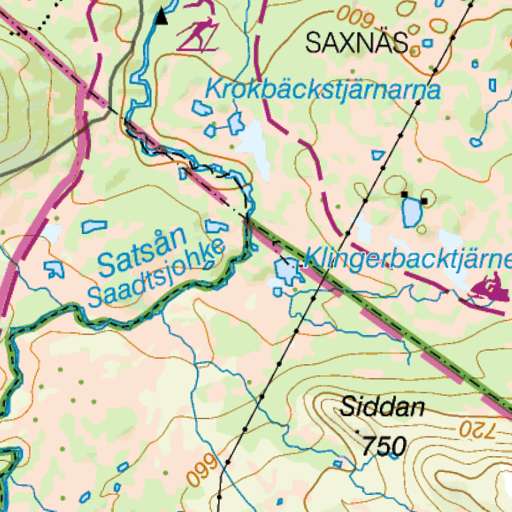 600
SAXNÄS
Krokbäckstjärnarna
Satsån
Saadtsjohke
Klingerbacktjärne
Siddan
750
720
660